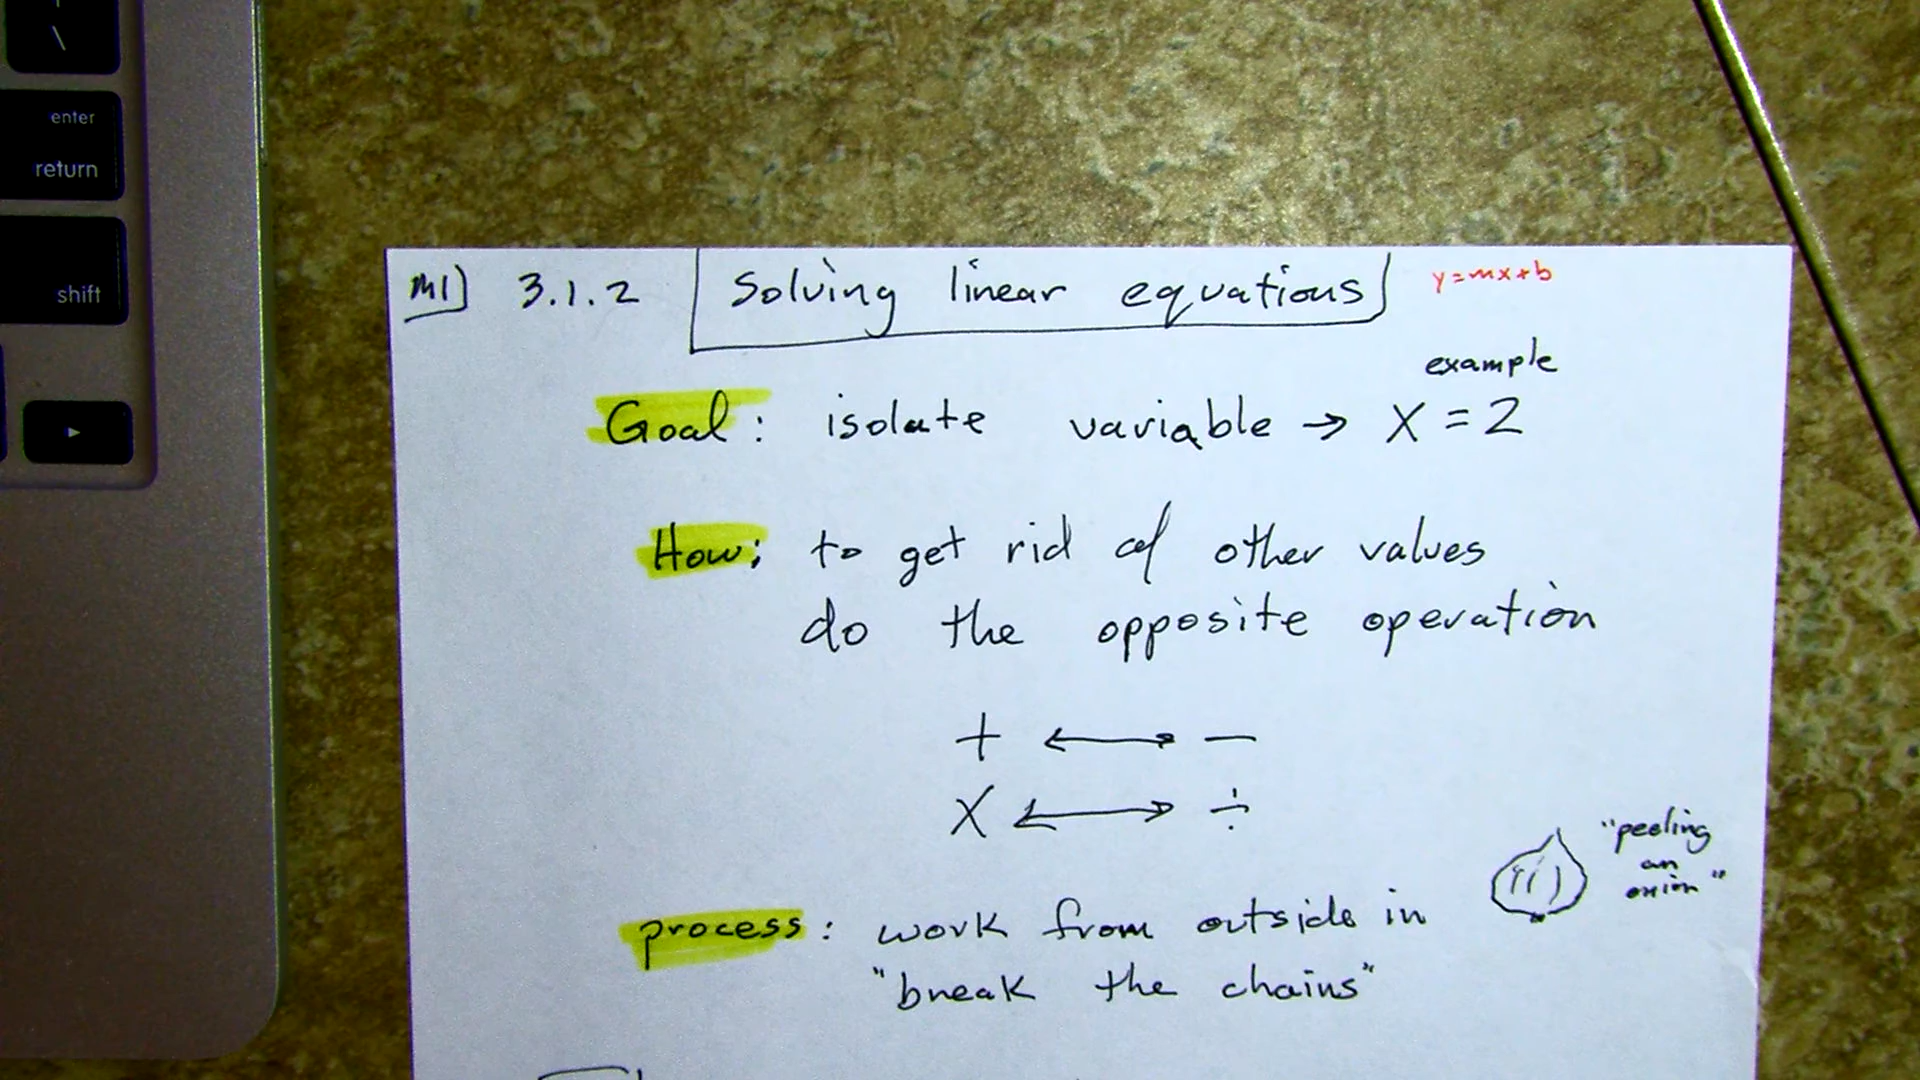 \
enter
return
shift
M1) 3.1.2 Solving linear equations y=mx+b
example
Goal: isolate variable → x = 2
How: to get rid of other values
do the opposite operation
+ ↔ −
X ↔ ÷
"peeling
an
onion"
process: work from outside in
"break the chains"